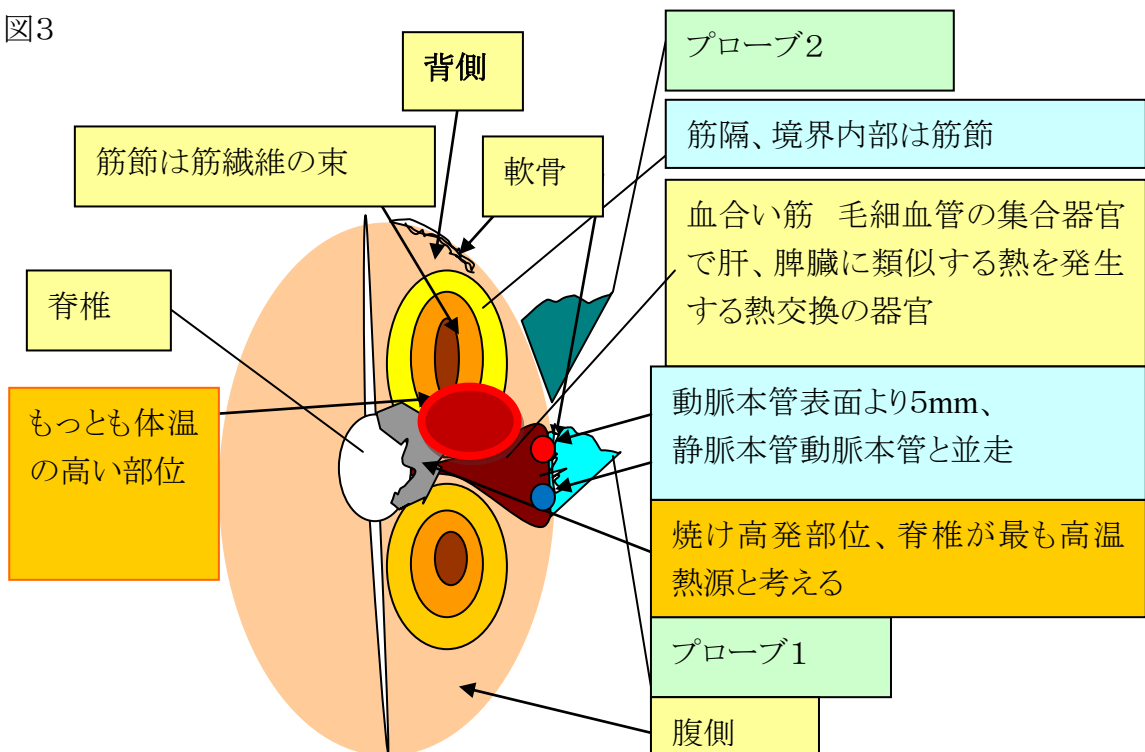 図3
プローブ2
背側
筋隔、境界内部は筋節
筋節は筋繊維の束
軟骨
血合い筋 毛細血管の集合器官
で肝、脾臓に類似する熱を発生
する熱交換の器官
脊椎
動脈本管表面より5mm、
静脈本管動脈本管と並走
もっとも体温
の高い部位
焼け高発部位、脊椎が最も高温
熱源と考える
プローブ1
腹側